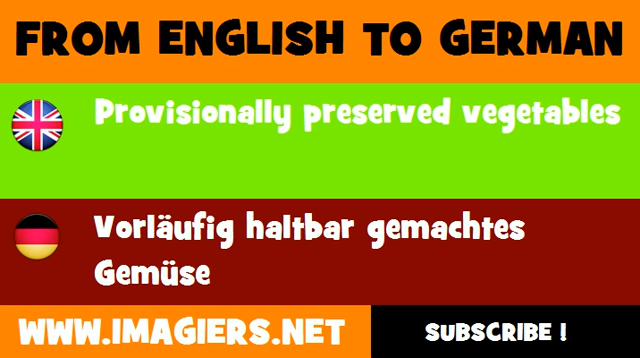 FROM ENGLISH TO GERMAN
Provisionally preserved vegetables
Vorläufig haltbar gemachtes
Gemüse
WWW.IMAGIERS.NET
SUBSCRIBE !